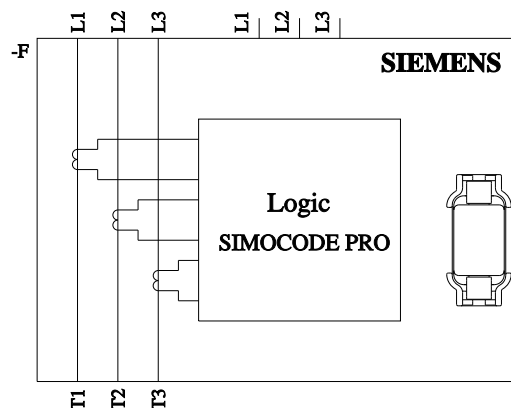 L1 L2 L3 L1 L2 L3
-F
SIEMENS
Logic
SIMOCODE PRO
T1 T2 T3